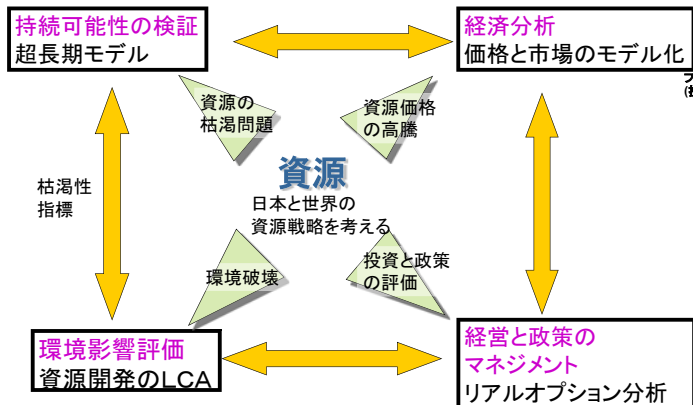 持続可能性の検証
超長期モデル
経済分析
価格と市場のモデル化
資源の
枯渇問題
資源価格
の高騰
資源
日本と世界の
資源戦略を考える
枯渇性
指標
環境破壊
投資と政策
の評価
環境影響評価
資源開発のLCA
経営と政策の
マネジメント
リアルオプション分析